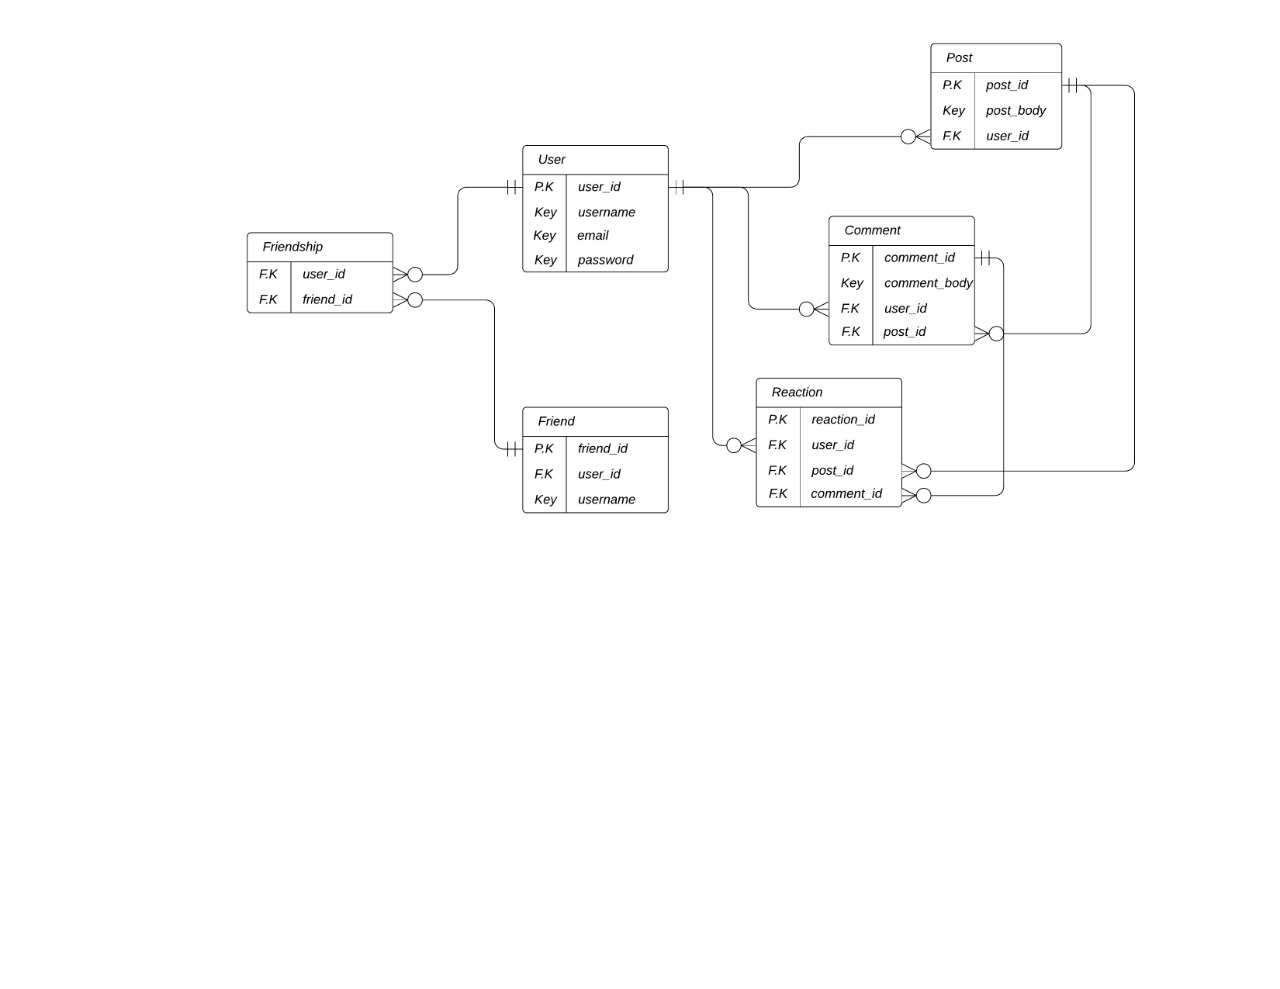 Post
P.K post_id
Key post_body
F.K user_id
User
P.K user_id
Key username
Key email
Key password
Comment
P.K comment_id
Key comment_body
F.K user_id
F.K post_id
Friendship
F.K user_id
F.K friend_id
Reaction
P.K reaction_id
F.K user_id
F.K post_id
F.K comment_id
Friend
P.K friend_id
F.K user_id
Key username